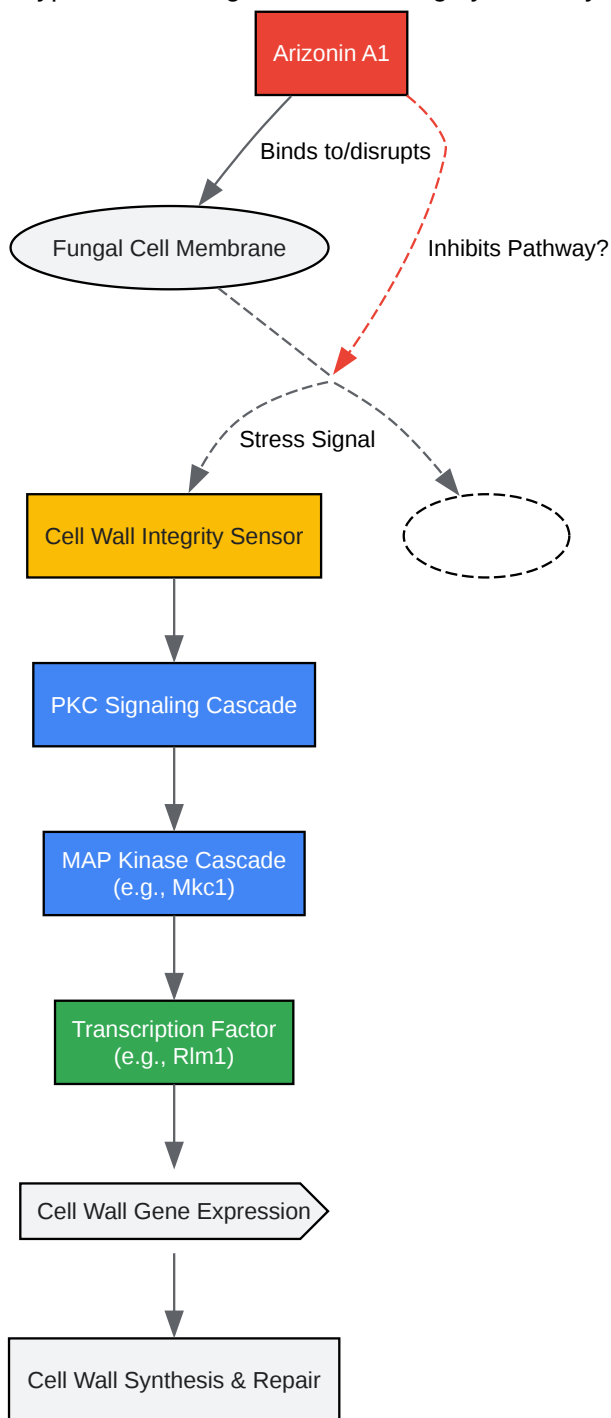 Arizonin A1
Binds to/disrupts
Fungal Cell Membrane
Inhibits Pathway?
Stress Signal
Cell Wall Integrity Sensor
PKC Signaling Cascade
MAP Kinase Cascade
(e.g., Mkc1)
Transcription Factor
(e.g., Rlm1)
Cell Wall Gene Expression
Cell Wall Synthesis & Repair